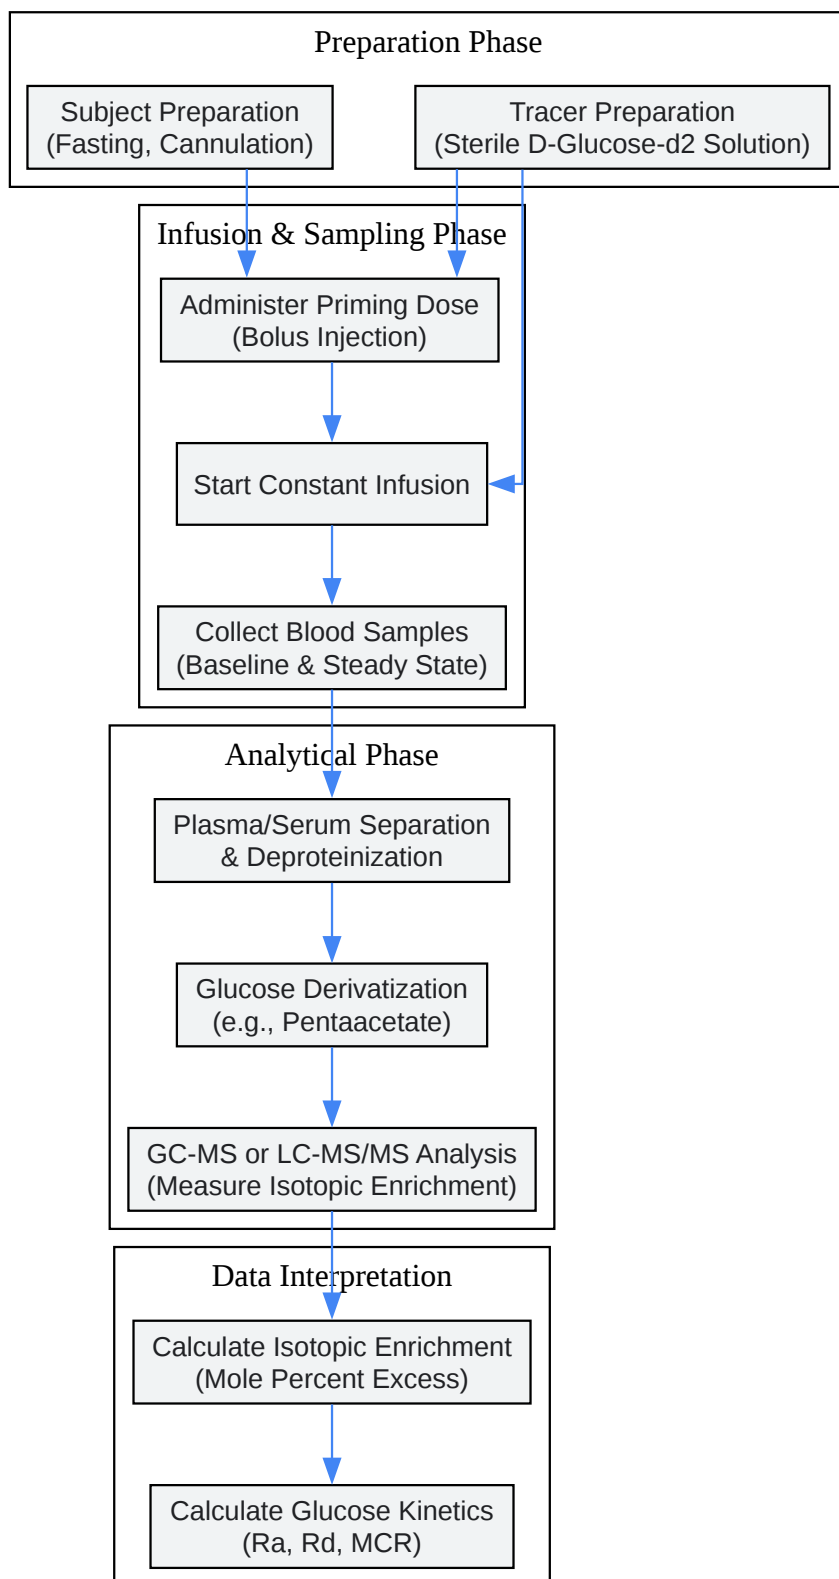 Preparation Phase
Subject Preparation
(Fasting, Cannulation)
Tracer Preparation
(Sterile D-Glucose-d2 Solution)
Infusion & Sampling Phase
Administer Priming Dose
(Bolus Injection)
Start Constant Infusion
Collect Blood Samples
(Baseline & Steady State)
Analytical Phase
Plasma/Serum Separation
& Deproteinization
Glucose Derivatization
(e.g., Pentaacetate)
GC-MS or LC-MS/MS Analysis
(Measure Isotopic Enrichment)
Data Interpretation
Calculate Isotopic Enrichment
(Mole Percent Excess)
Calculate Glucose Kinetics
(Ra, Rd, MCR)